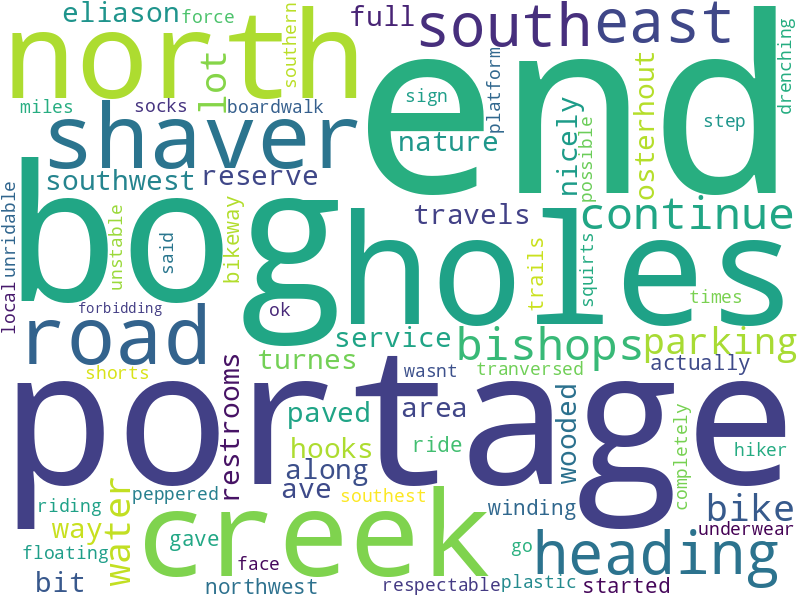 eliason
force
north
lot
southern
full
south
east
end
miles
socks
boardwalk
shaver
sign
platform
nature
osterhout
nicely
possible
step
drenching
southwest
reserve
bog
holes
travels
continue
local
unridable
unstable
said
bikeway
trails
squirts
times
forbidding
ok
road
service
bishops
parking
shorts
restrooms
turnes
wasnt
tranversed
actually
portage
paved
area
hooks
ride
wooded
completely
along
hiker
ave
southest
peppered
riding
way
water
creek
winding
bike
underwear
floating
gave
go
heading
face
bit
northwest
respectable
plastic
started